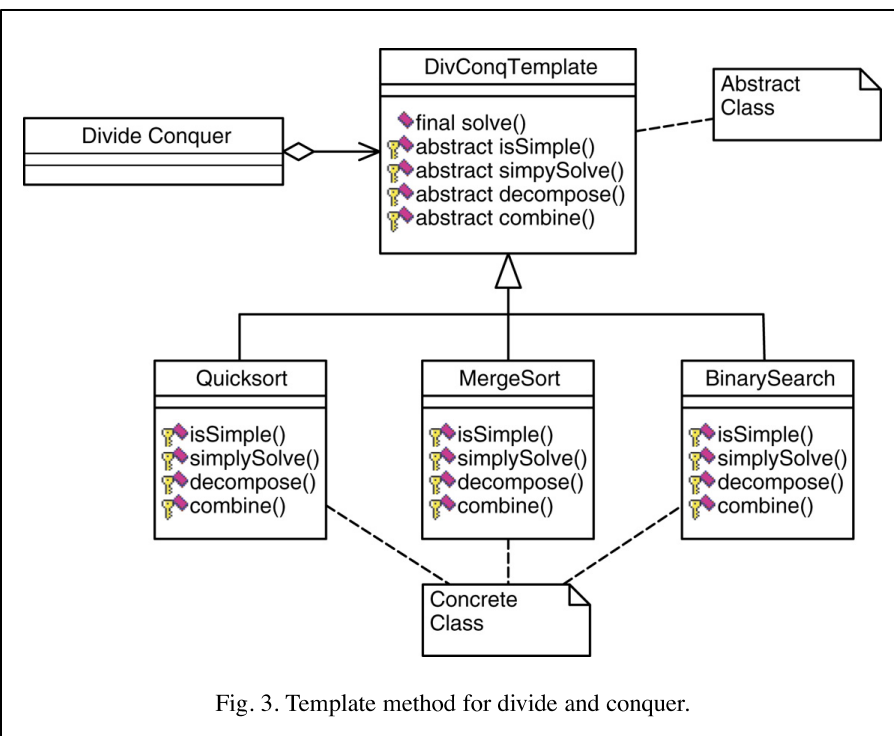 DivConqTemplate
final solve()
abstract isSimple()
abstract simpySolve()
abstract decompose()
abstract combine()
Abstract
Class
Divide Conquer
Quicksort
isSimple()
simplySolve()
decompose()
combine()
MergeSort
isSimple()
simplySolve()
decompose()
combine()
BinarySearch
isSimple()
simplySolve()
decompose()
combine()
Concrete
Class
Fig. 3. Template method for divide and conquer.